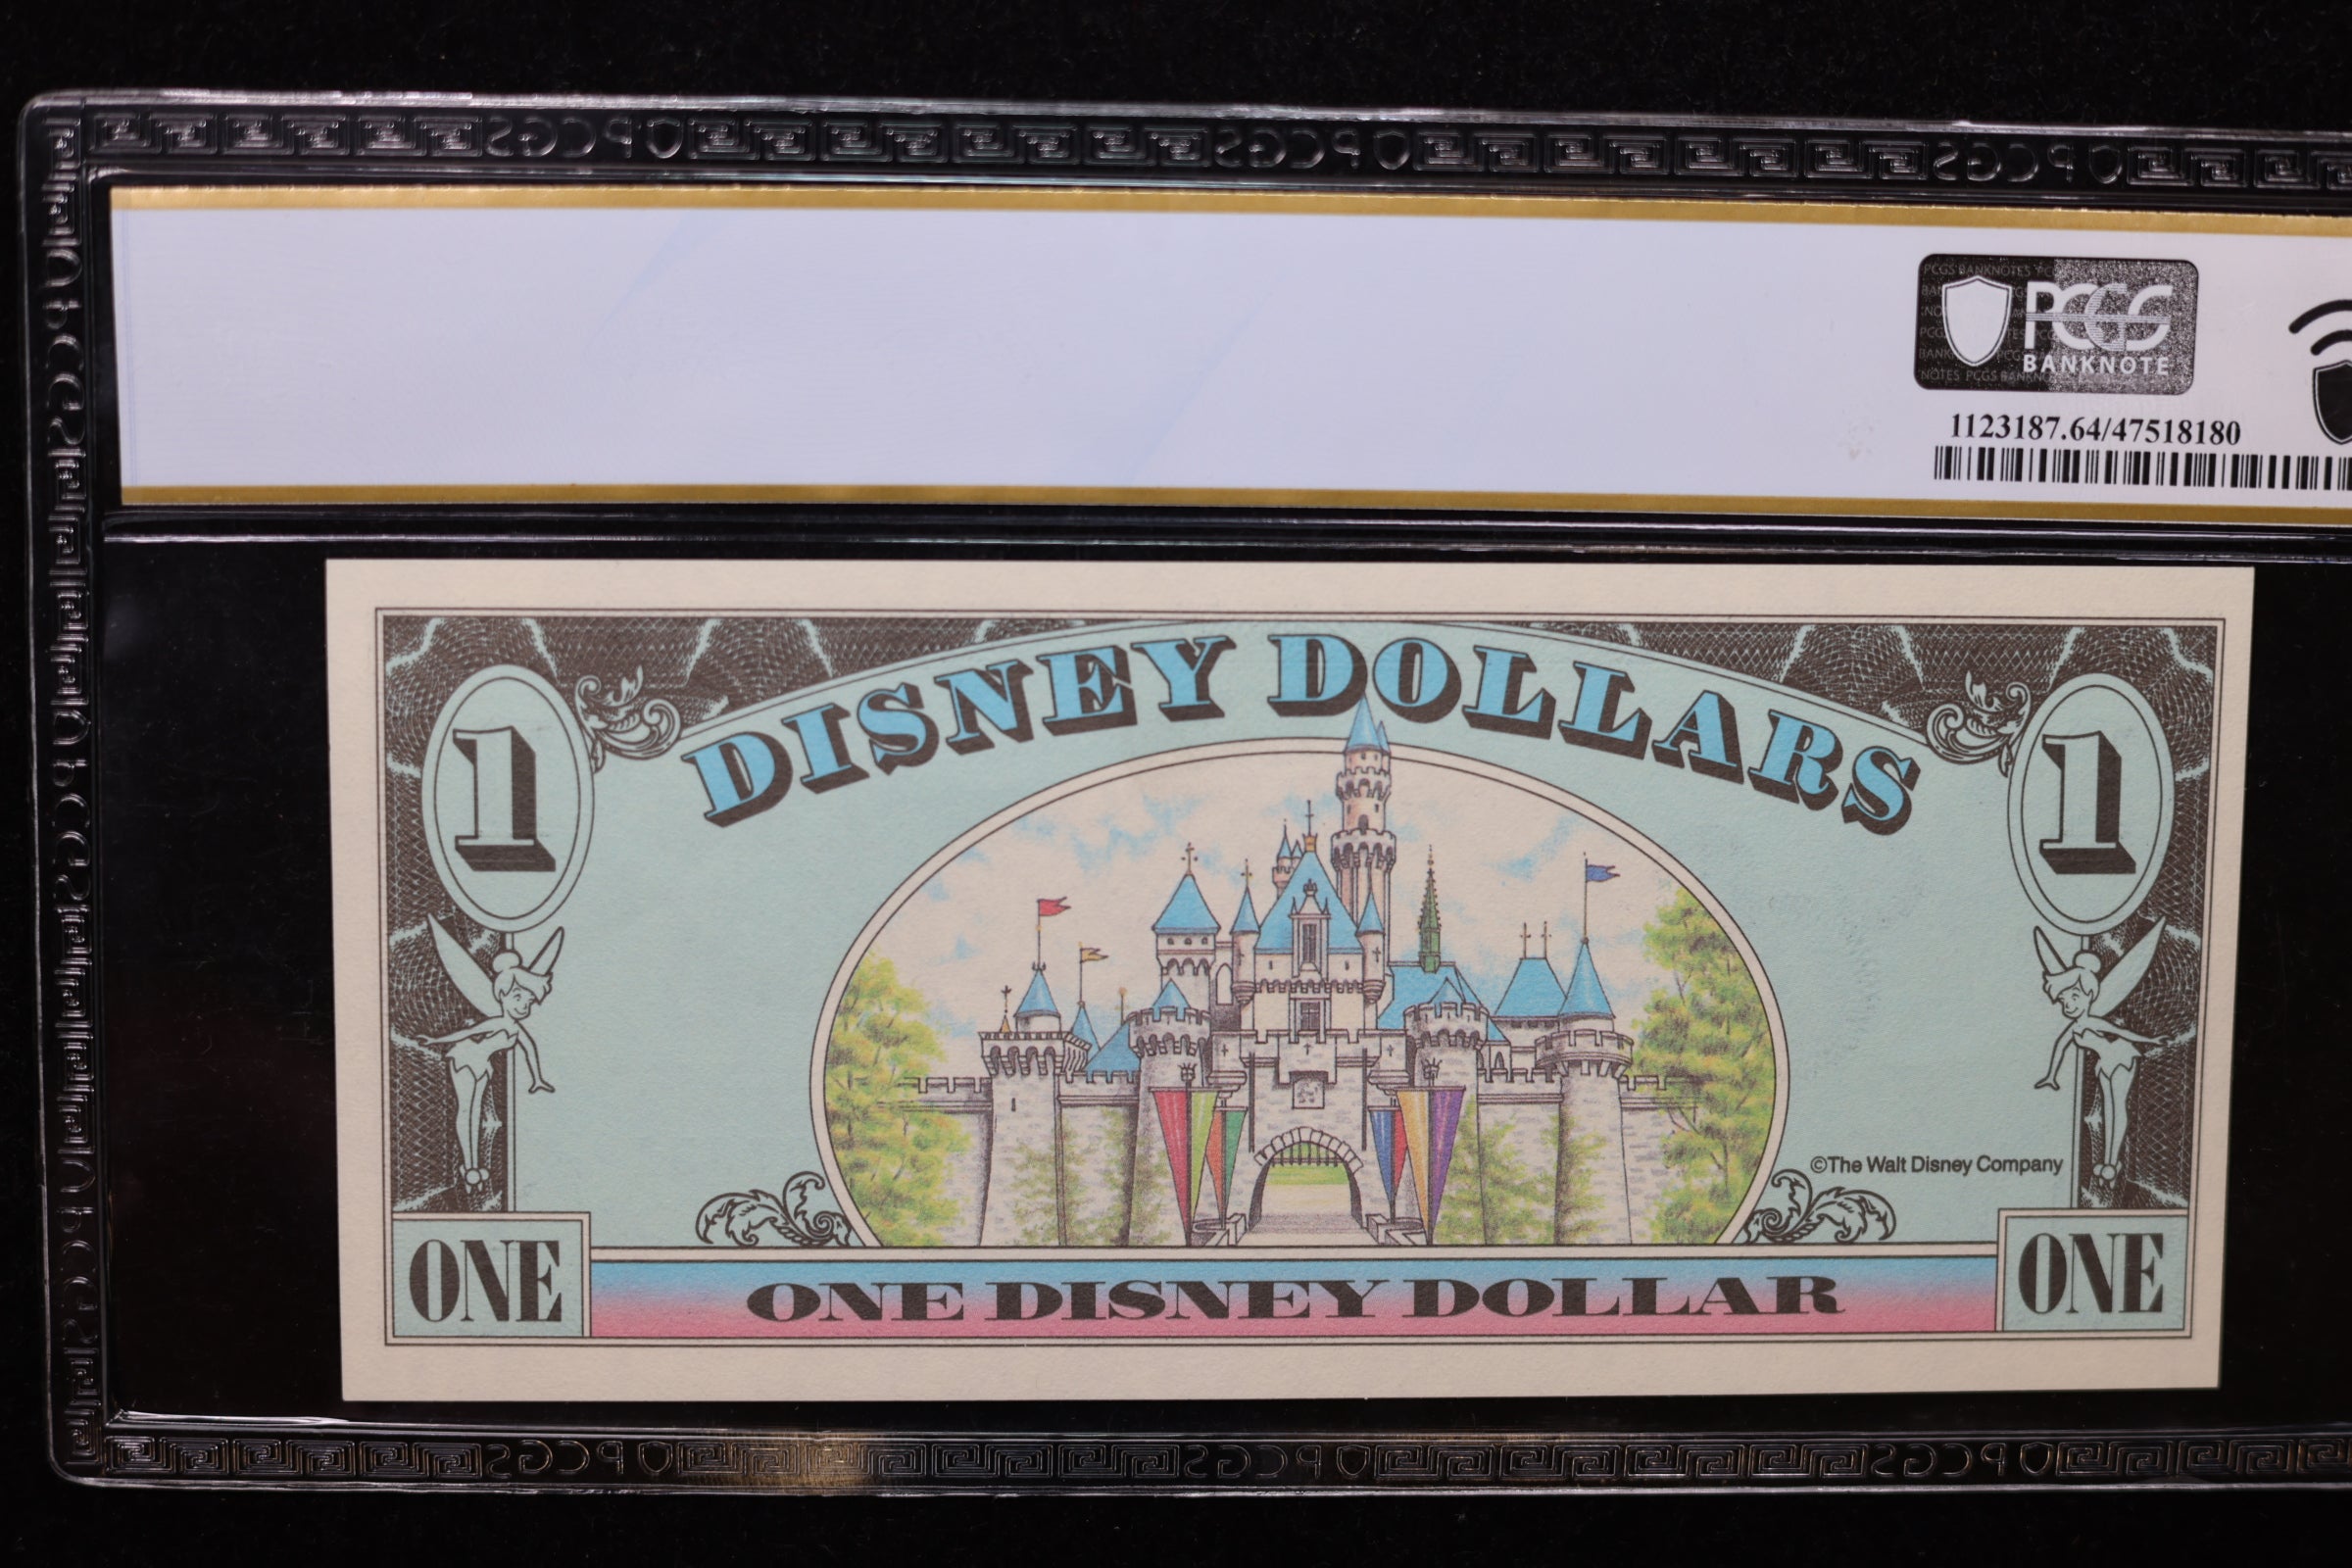 PCGS
BANKNOTE
1123187.64/47518180
DISNEY DOLLARS
1
1
©The Walt Disney Company
ONE
ONE DISNEY DOLLAR
ONE